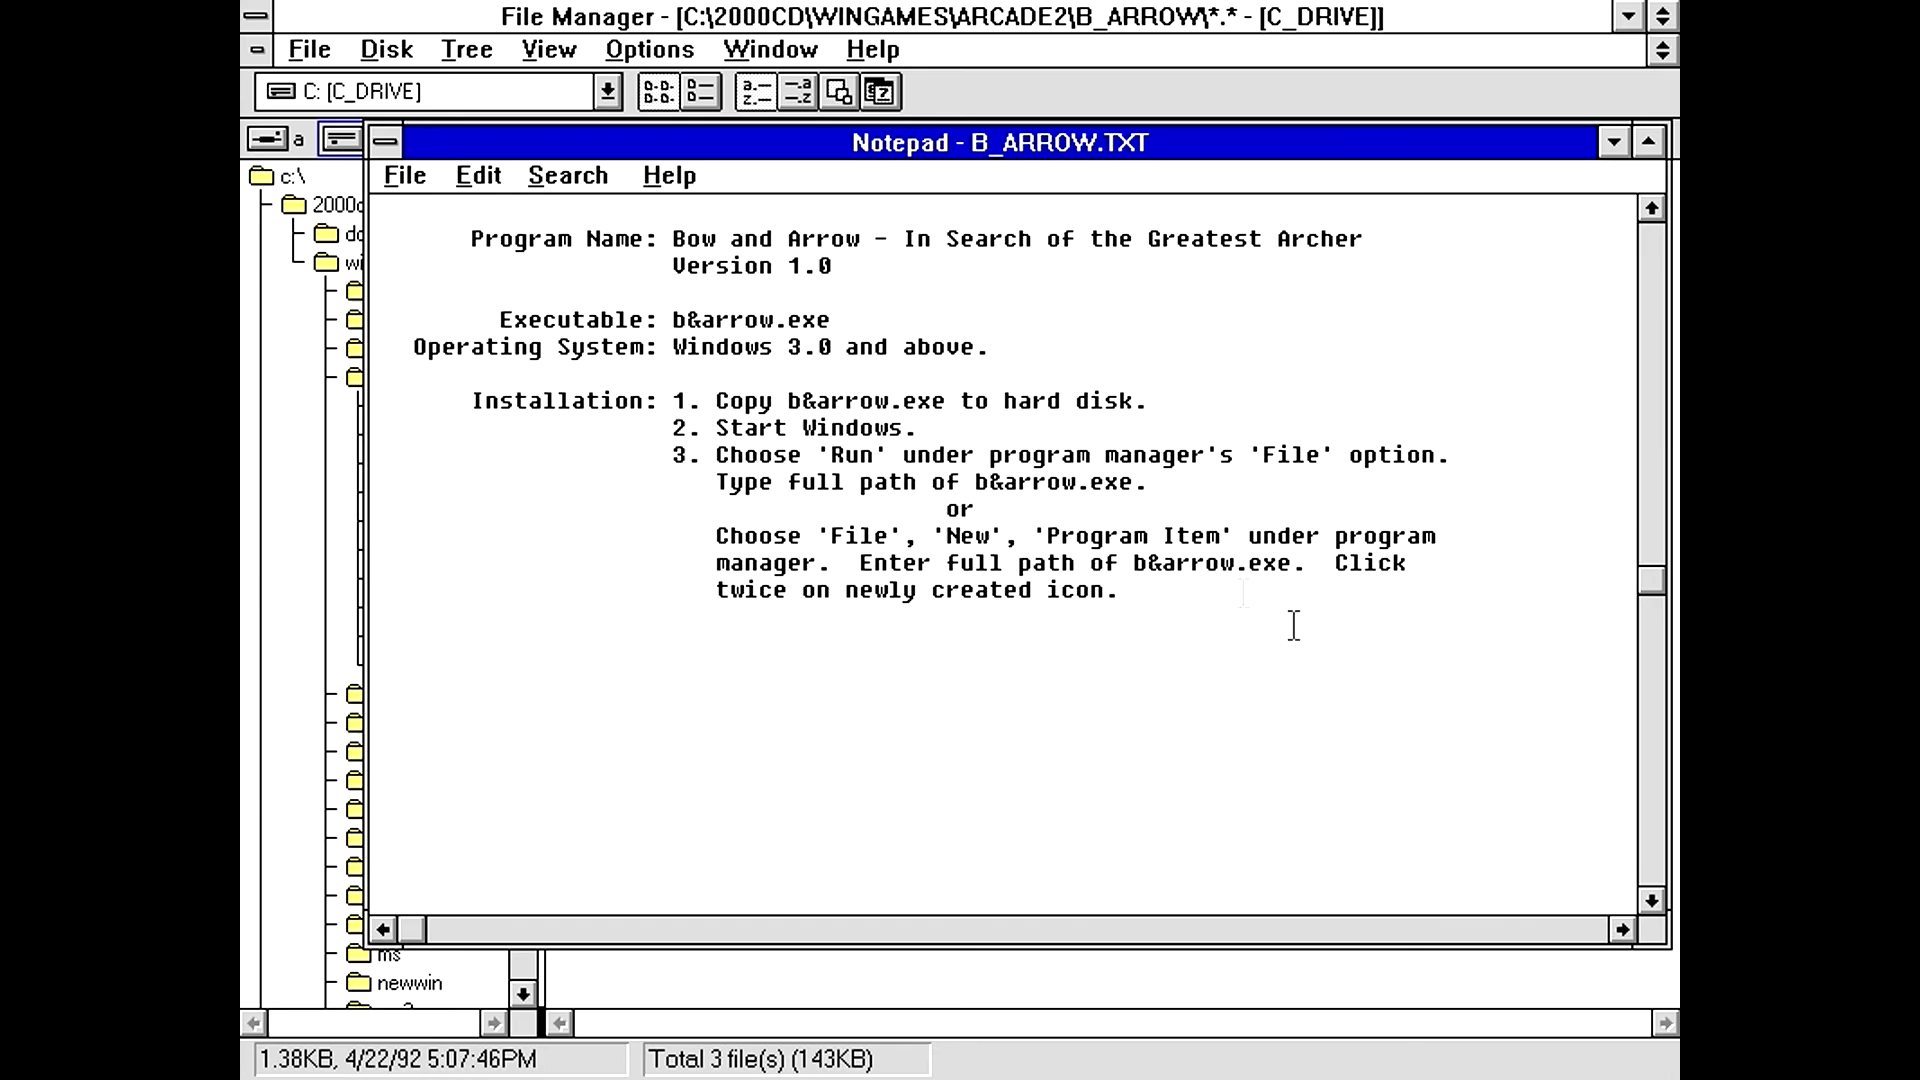 File Manager - [C:\2000CD\WINGAMES\ARCADE2\B_ARROW\*.* - [C_DRIVE]]
File Disk Tree View Options Window Help
C: [C_DRIVE]
a
Notepad - B_ARROW.TXT
File Edit Search Help
c:\
Program Name: Bow and Arrow - In Search of the Greatest Archer
Version 1.0
Executable: b&arrow.exe
Operating System: Windows 3.0 and above.
Installation: 1. Copy b&arrow.exe to hard disk.
2. Start Windows.
3. Choose 'Run' under program manager's 'File' option.
Type full path of b&arrow.exe.
or
Choose 'File', 'New', 'Program Item' under program
manager.  Enter full path of b&arrow.exe.  Click
twice on newly created icon.
ms
newwin
1.38KB, 4/22/92 5:07:46PM
Total 3 file(s) (143KB)